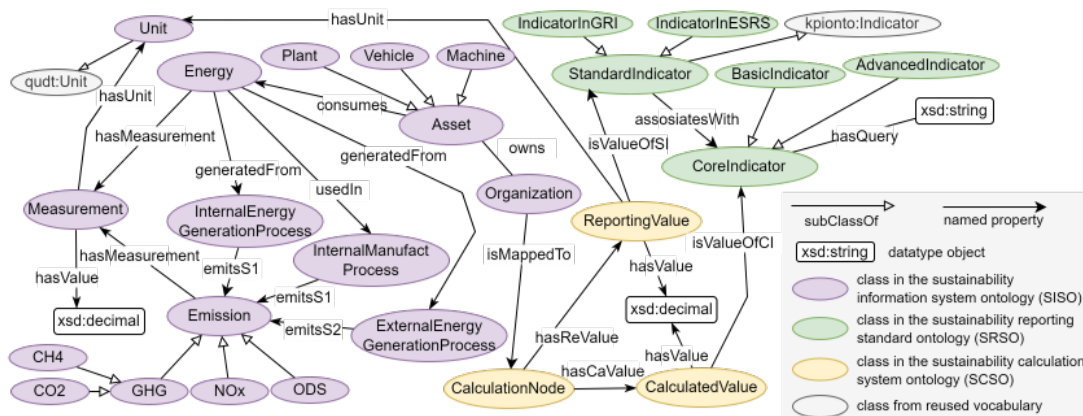 hasUnit
IndicatorInGRI
IndicatorInESRS
kpionto:Indicator
Unit
Plant
Vehicle
Machine
StandardIndicator
BasicIndicator
AdvancedIndicator
Energy
qudt:Unit
hasUnit
consumes
Asset
assosiatesWith
hasQuery
xsd:string
hasMeasurement
generatedFrom
owns
isValueOfSI
CoreIndicator
generatedFrom
usedIn
Organization
Measurement
InternalEnergy
GenerationProcess
ReportingValue
subClassOf
named property
isValueOfCI
InternalManufact
Process
isMappedTo
hasMeasurement
hasValue
emitsS1
hasValue
xsd:string
datatype object
emitsS1
class in the sustainability
information system ontology (SISO)
xsd:decimal
Emission
emitsS2
ExternalEnergy
GenerationProcess
xsd:decimal
class in the sustainability reporting
standard ontology (SRSO)
hasReValue
hasValue
CH4
class in the sustainability calculation
system ontology (SCSO)
hasCaValue
CO2
GHG
NOx
ODS
CalculationNode
CalculatedValue
class from reused vocabulary